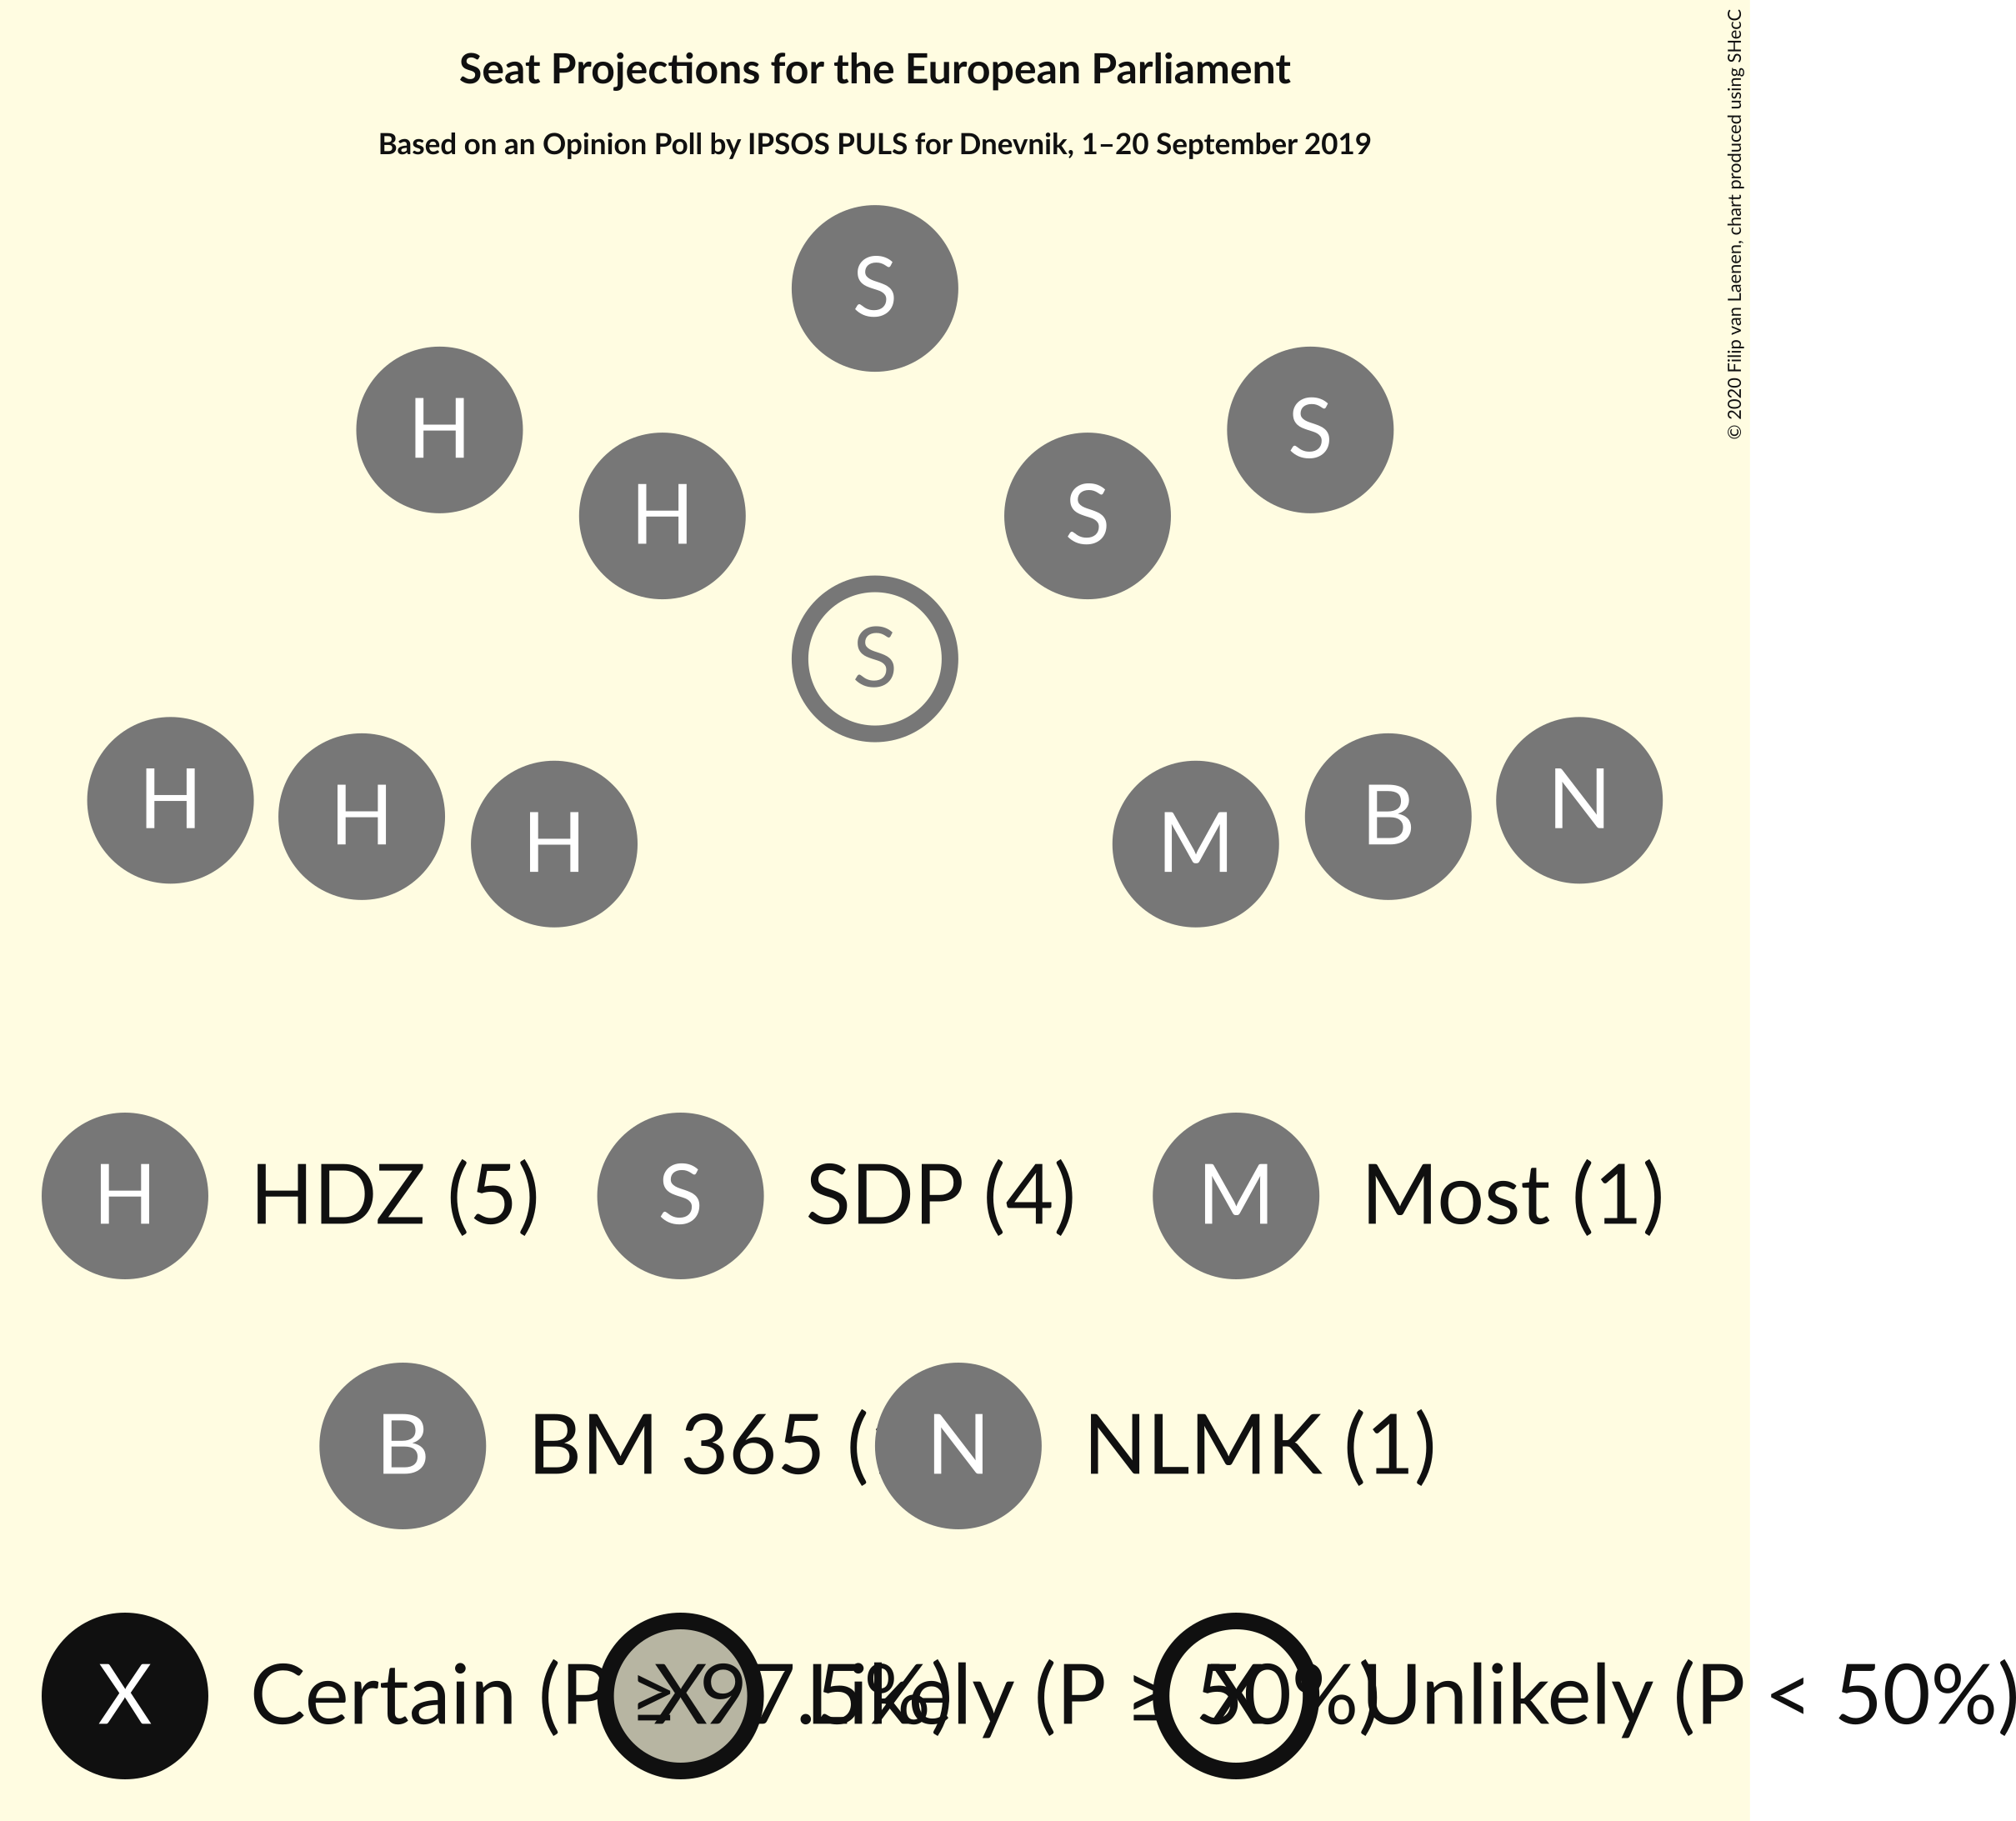 Seat Projections for the European Parliament
Based on an Opinion Poll by IPSOS PULS for Dnevnik, 1–20 September 2019
© 2020 Filip van Laenen, chart produced using SHecC
S
H S
H S
S
H N
H B
H M
H HDZ (5) S SDP (4) M Most (1)
B BM 365 ( N NLMK (1)
X Certain (P ≥ 97.5%) X Likely (P ≥ 50%) X Unlikely (P < 50%)